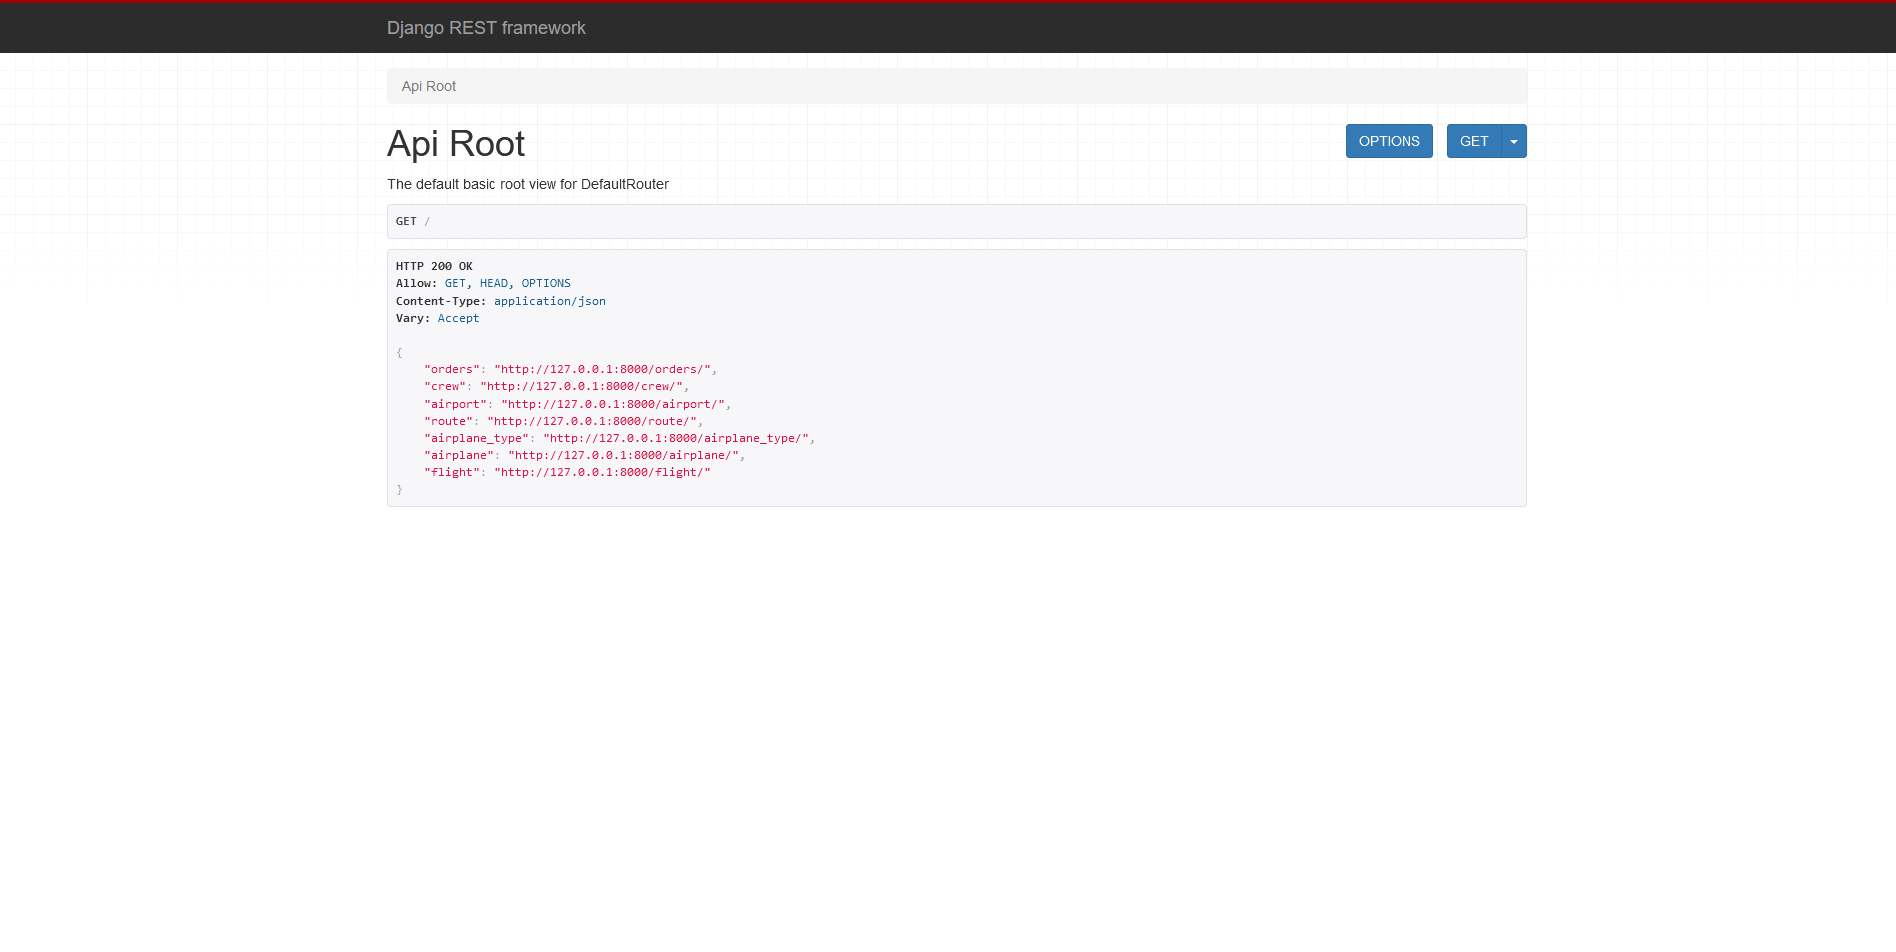 Django REST framework
Api Root
Api Root
OPTIONS GET
The default basic root view for DefaultRouter
GET /
HTTP 200 OK
Allow: GET, HEAD, OPTIONS
Content-Type: application/json
Vary: Accept
{
    "orders": "http://127.0.0.1:8000/orders/",
    "crew": "http://127.0.0.1:8000/crew/",
    "airport": "http://127.0.0.1:8000/airport/",
    "route": "http://127.0.0.1:8000/route/",
    "airplane_type": "http://127.0.0.1:8000/airplane_type/",
    "airplane": "http://127.0.0.1:8000/airplane/",
    "flight": "http://127.0.0.1:8000/flight/"
}